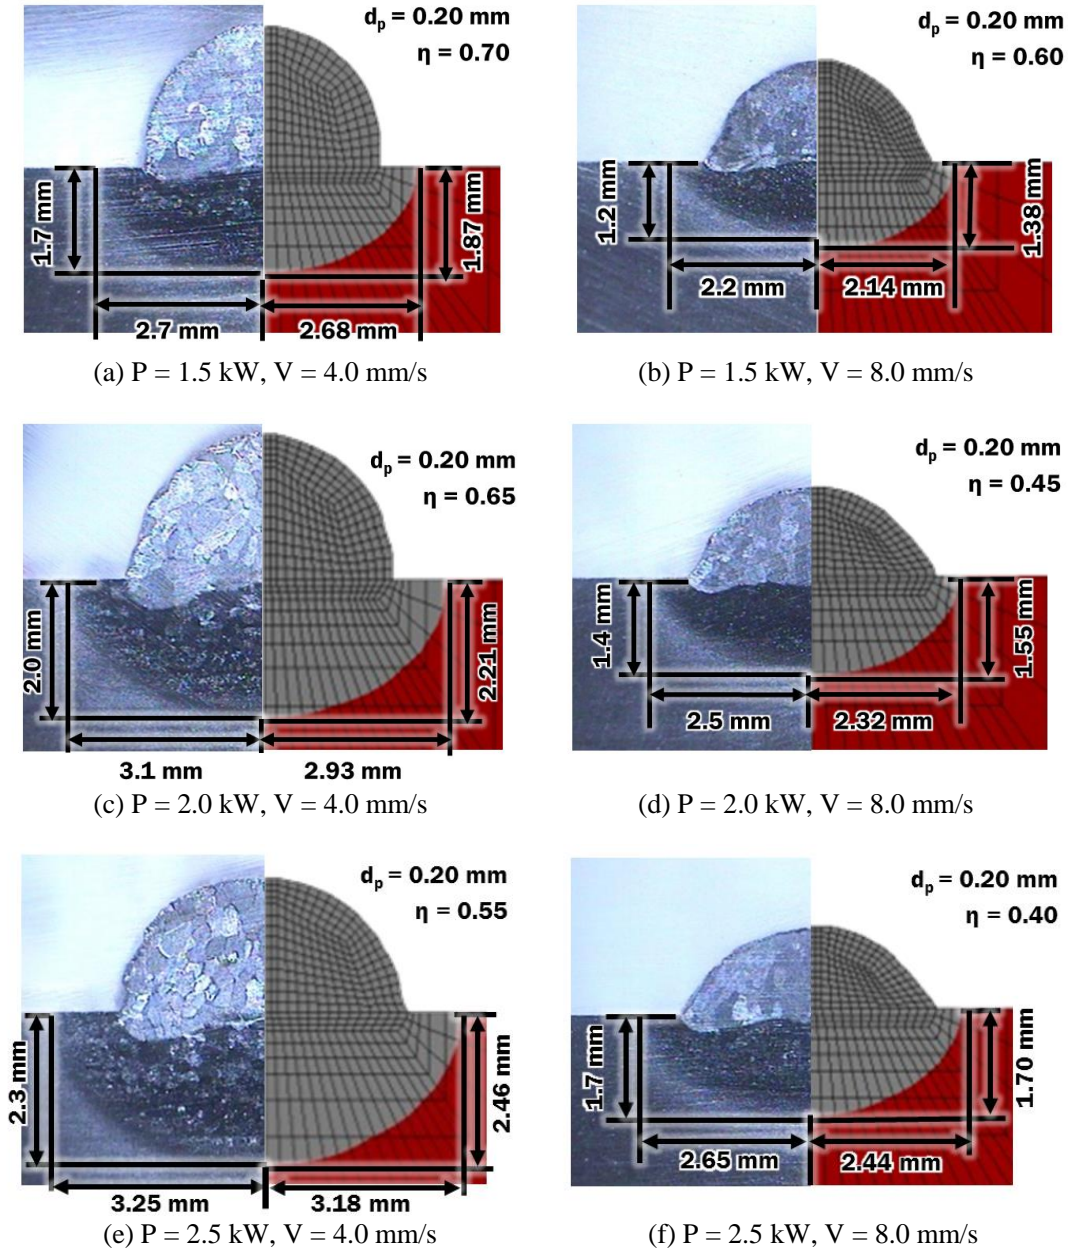 dp = 0.20 mm
η = 0.70
1.7 mm
1.87 mm
2.7 mm
2.68 mm
(a) P = 1.5 kW, V = 4.0 mm/s
dp = 0.20 mm
η = 0.60
1.2 mm
1.38 mm
2.2 mm
2.14 mm
(b) P = 1.5 kW, V = 8.0 mm/s
dp = 0.20 mm
η = 0.65
2.0 mm
2.21 mm
3.1 mm
2.93 mm
(c) P = 2.0 kW, V = 4.0 mm/s
dp = 0.20 mm
η = 0.45
1.4 mm
1.55 mm
2.5 mm
2.32 mm
(d) P = 2.0 kW, V = 8.0 mm/s
dp = 0.20 mm
η = 0.55
2.3 mm
2.46 mm
3.25 mm
3.18 mm
(e) P = 2.5 kW, V = 4.0 mm/s
dp = 0.20 mm
η = 0.40
1.7 mm
1.70 mm
2.65 mm
2.44 mm
(f) P = 2.5 kW, V = 8.0 mm/s